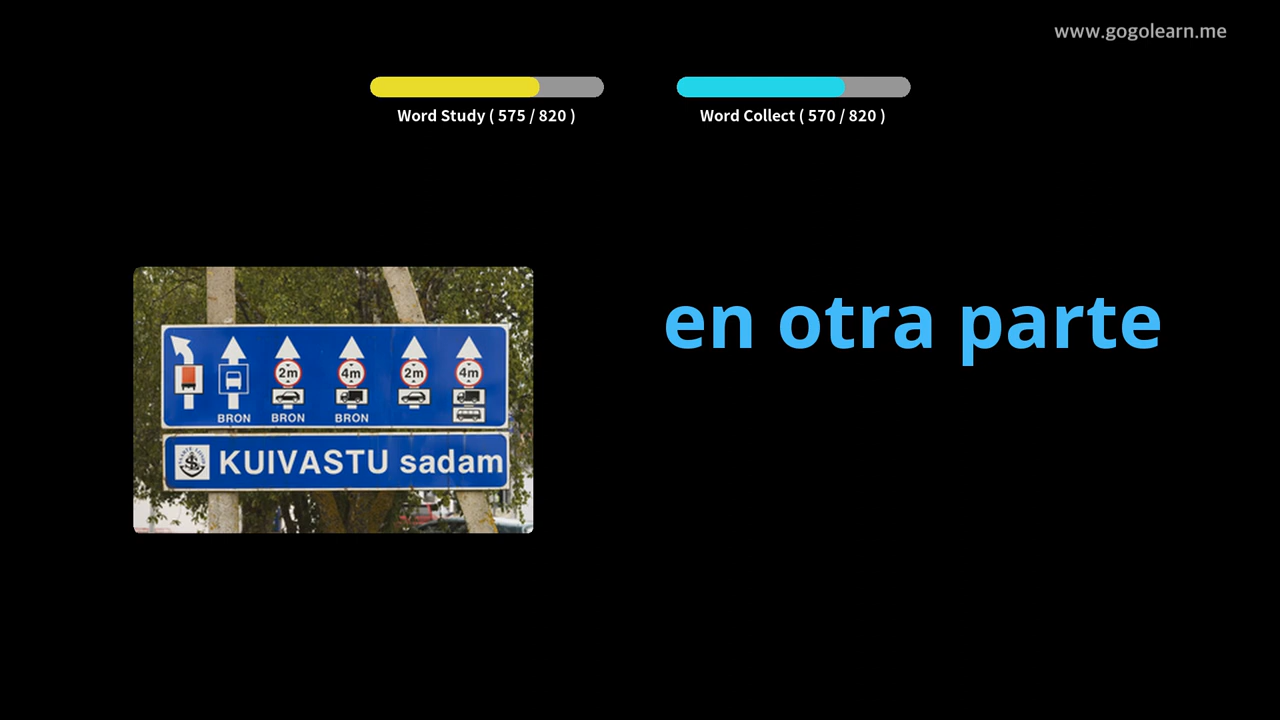 www.gogolearn.me
Word Study ( 575 / 820 )
Word Collect ( 570 / 820 )
en otra parte
2m 4m 2m 4m
BRON BRON BRON
KUIVASTU sadam